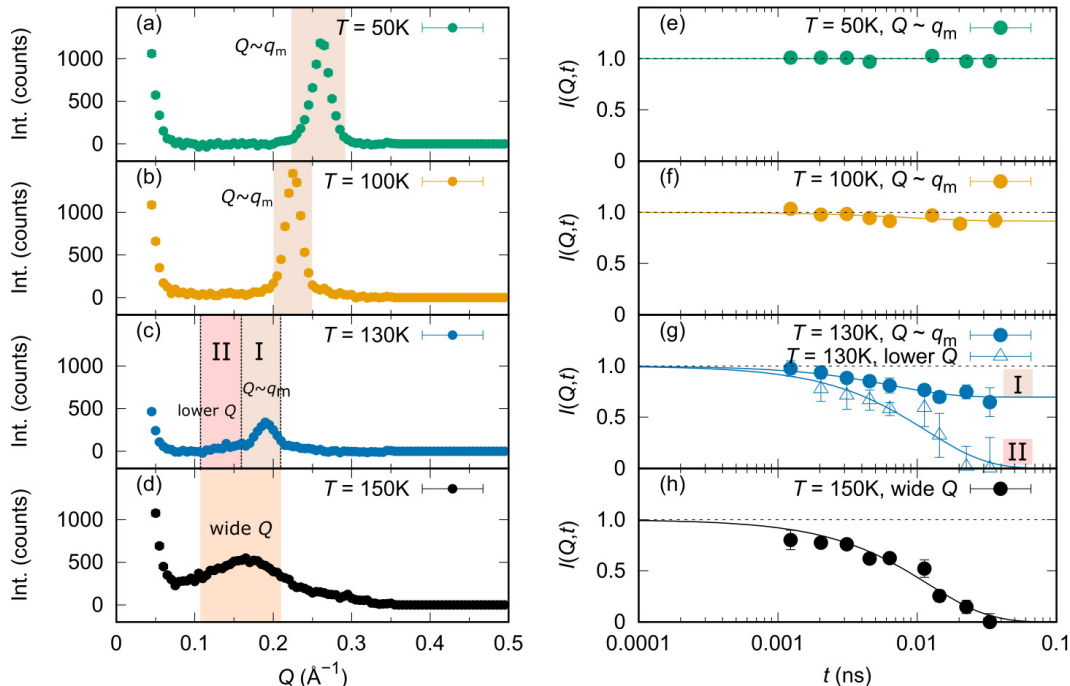 (a)
T = 50K
Q~qm
Int. (counts)
1000
500
0
(b)
T = 100K
Q~qm
Int. (counts)
1000
500
0
(c)
T = 130K
II
I
Q~qm
lower Q
Int. (counts)
1000
500
0
(d)
T = 150K
wide Q
Int. (counts)
1000
500
0
0 0.1 0.2 0.3 0.4 0.5
Q (Å⁻¹)
(e)
T = 50K, Q ~ qm
I(Q,t)
1.0
0.5
0
(f)
T = 100K, Q ~ qm
I(Q,t)
1.0
0.5
0
(g)
T = 130K, Q ~ qm
T = 130K, lower Q
I
II
I(Q,t)
1.0
0.5
0
(h)
T = 150K, wide Q
I(Q,t)
1.0
0.5
0
0.0001 0.001 0.01 0.1
t (ns)